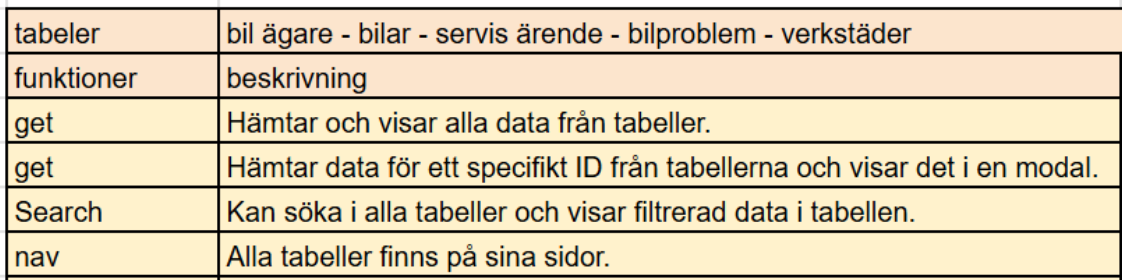 tabeler bil ägare - bilar - servis ärende - bilproblem - verkstäder
funktioner beskrivning
get Hämtar och visar alla data från tabeller.
get Hämtar data för ett specifikt ID från tabellerna och visar det i en modal.
Search Kan söka i alla tabeller och visar filtrerad data i tabellen.
nav Alla tabeller finns på sina sidor.